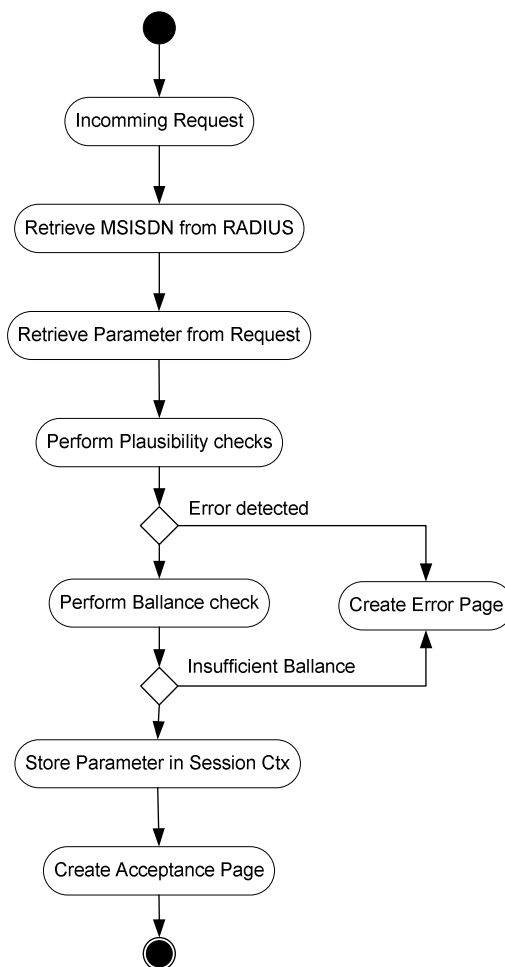 Incomming Request
Retrieve MSISDN from RADIUS
Retrieve Parameter from Request
Perform Plausibility checks
Error detected
Perform Ballance check
Create Error Page
Insufficient Ballance
Store Parameter in Session Ctx
Create Acceptance Page